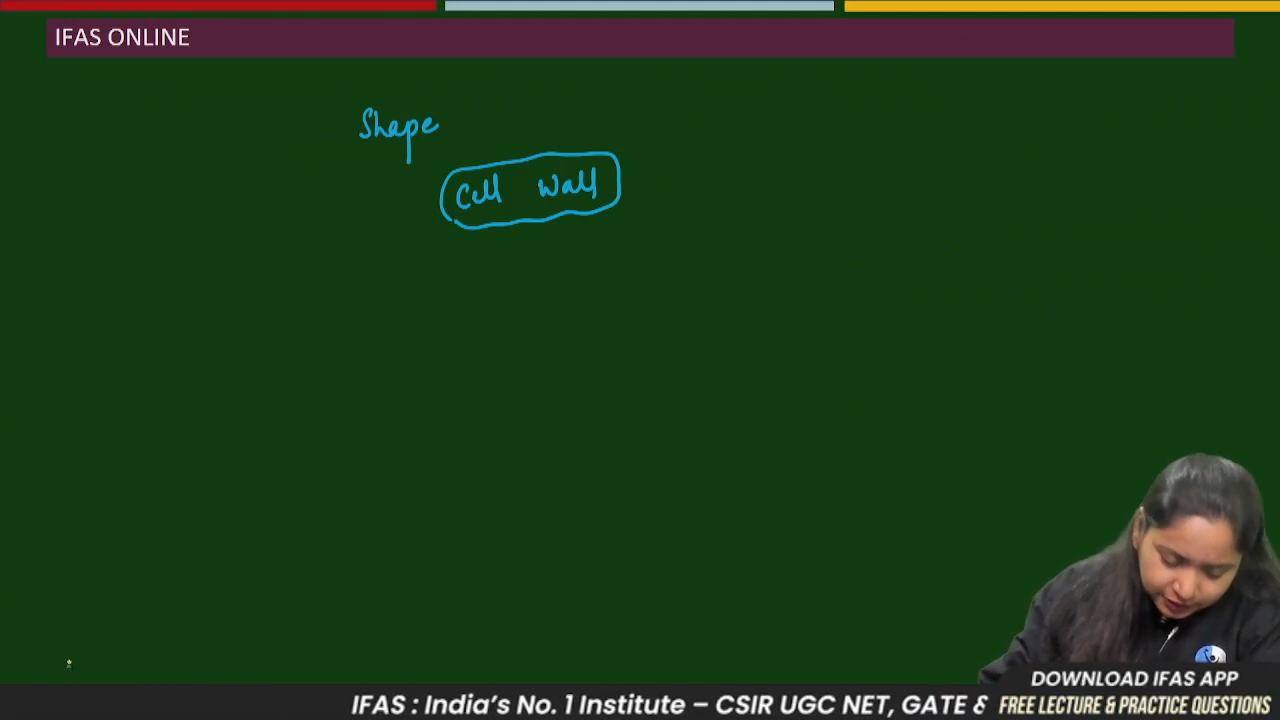 IFAS ONLINE
Shape
Cell Wall
DOWNLOAD IFAS APP
IFAS : India's No. 1 Institute – CSIR UGC NET, GATE &
FREE LECTURE & PRACTICE QUESTIONS